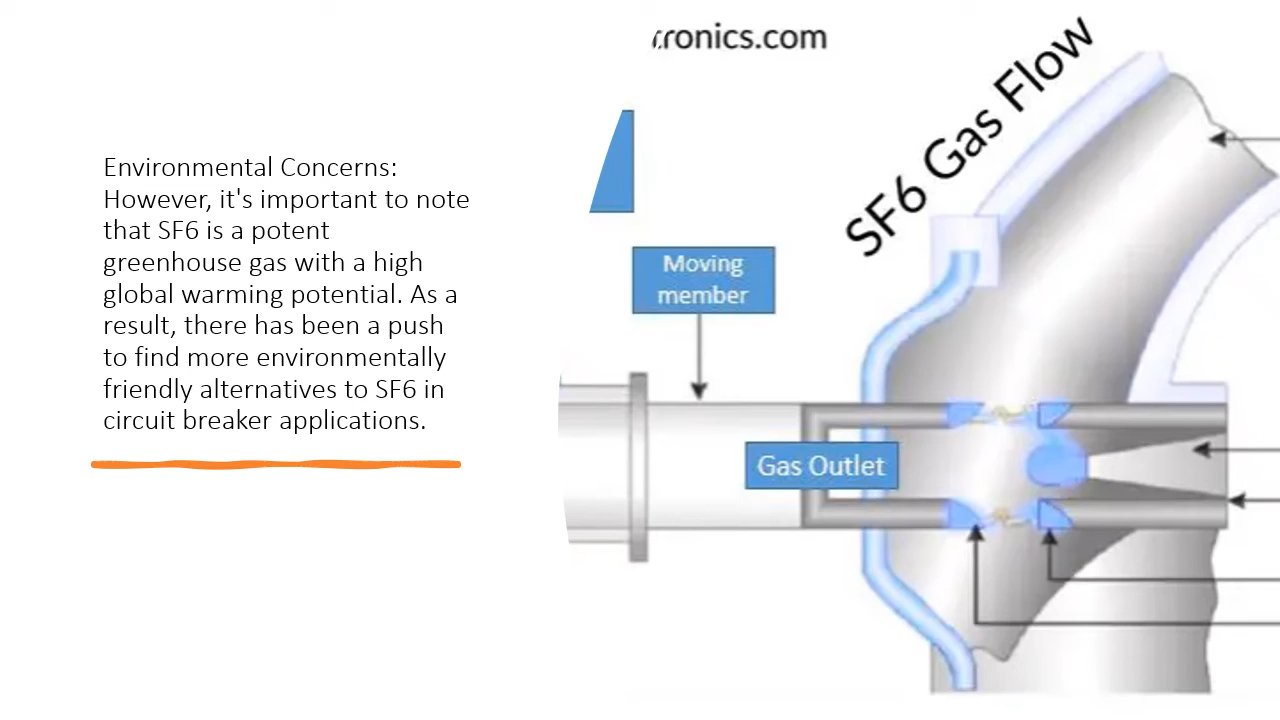 Environmental Concerns:
However, it's important to note
that SF6 is a potent
greenhouse gas with a high
global warming potential. As a
result, there has been a push
to find more environmentally
friendly alternatives to SF6 in
circuit breaker applications.
ronics.com
SF6 Gas Flow
Moving
member
Gas Outlet